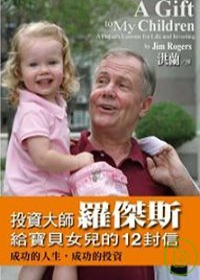 A Gift
to My Children
A Father's Lessons for Life and Investing
by Jim Rogers
洪蘭/譯
投資大師 羅傑斯
給寶貝女兒的12封信
成功的人生，成功的投資